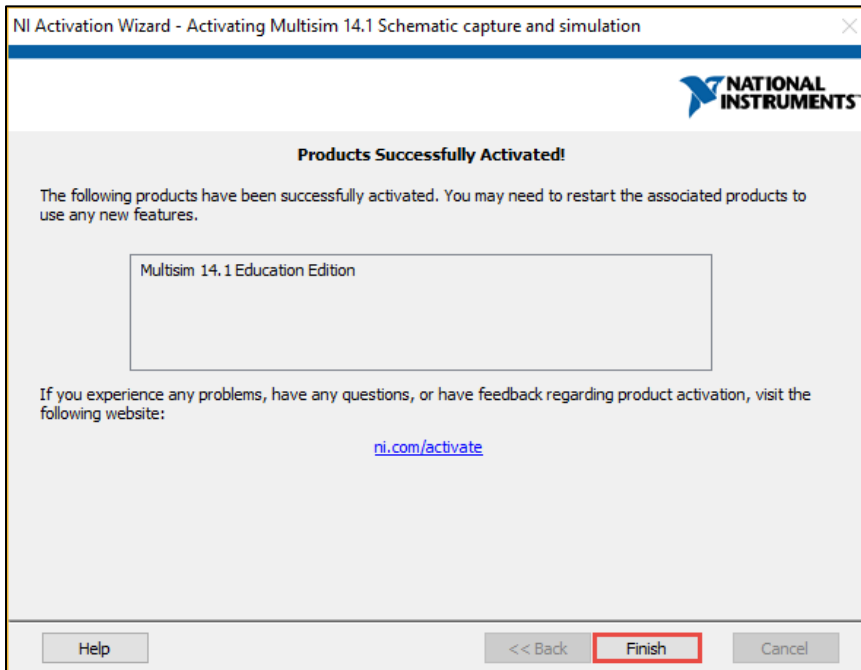 NI Activation Wizard - Activating Multisim 14.1 Schematic capture and simulation
NATIONAL
INSTRUMENTS™
Products Successfully Activated!
The following products have been successfully activated. You may need to restart the associated products to
use any new features.
Multisim 14.1 Education Edition
If you experience any problems, have any questions, or have feedback regarding product activation, visit the
following website:
ni.com/activate
Help
<< Back
Finish
Cancel